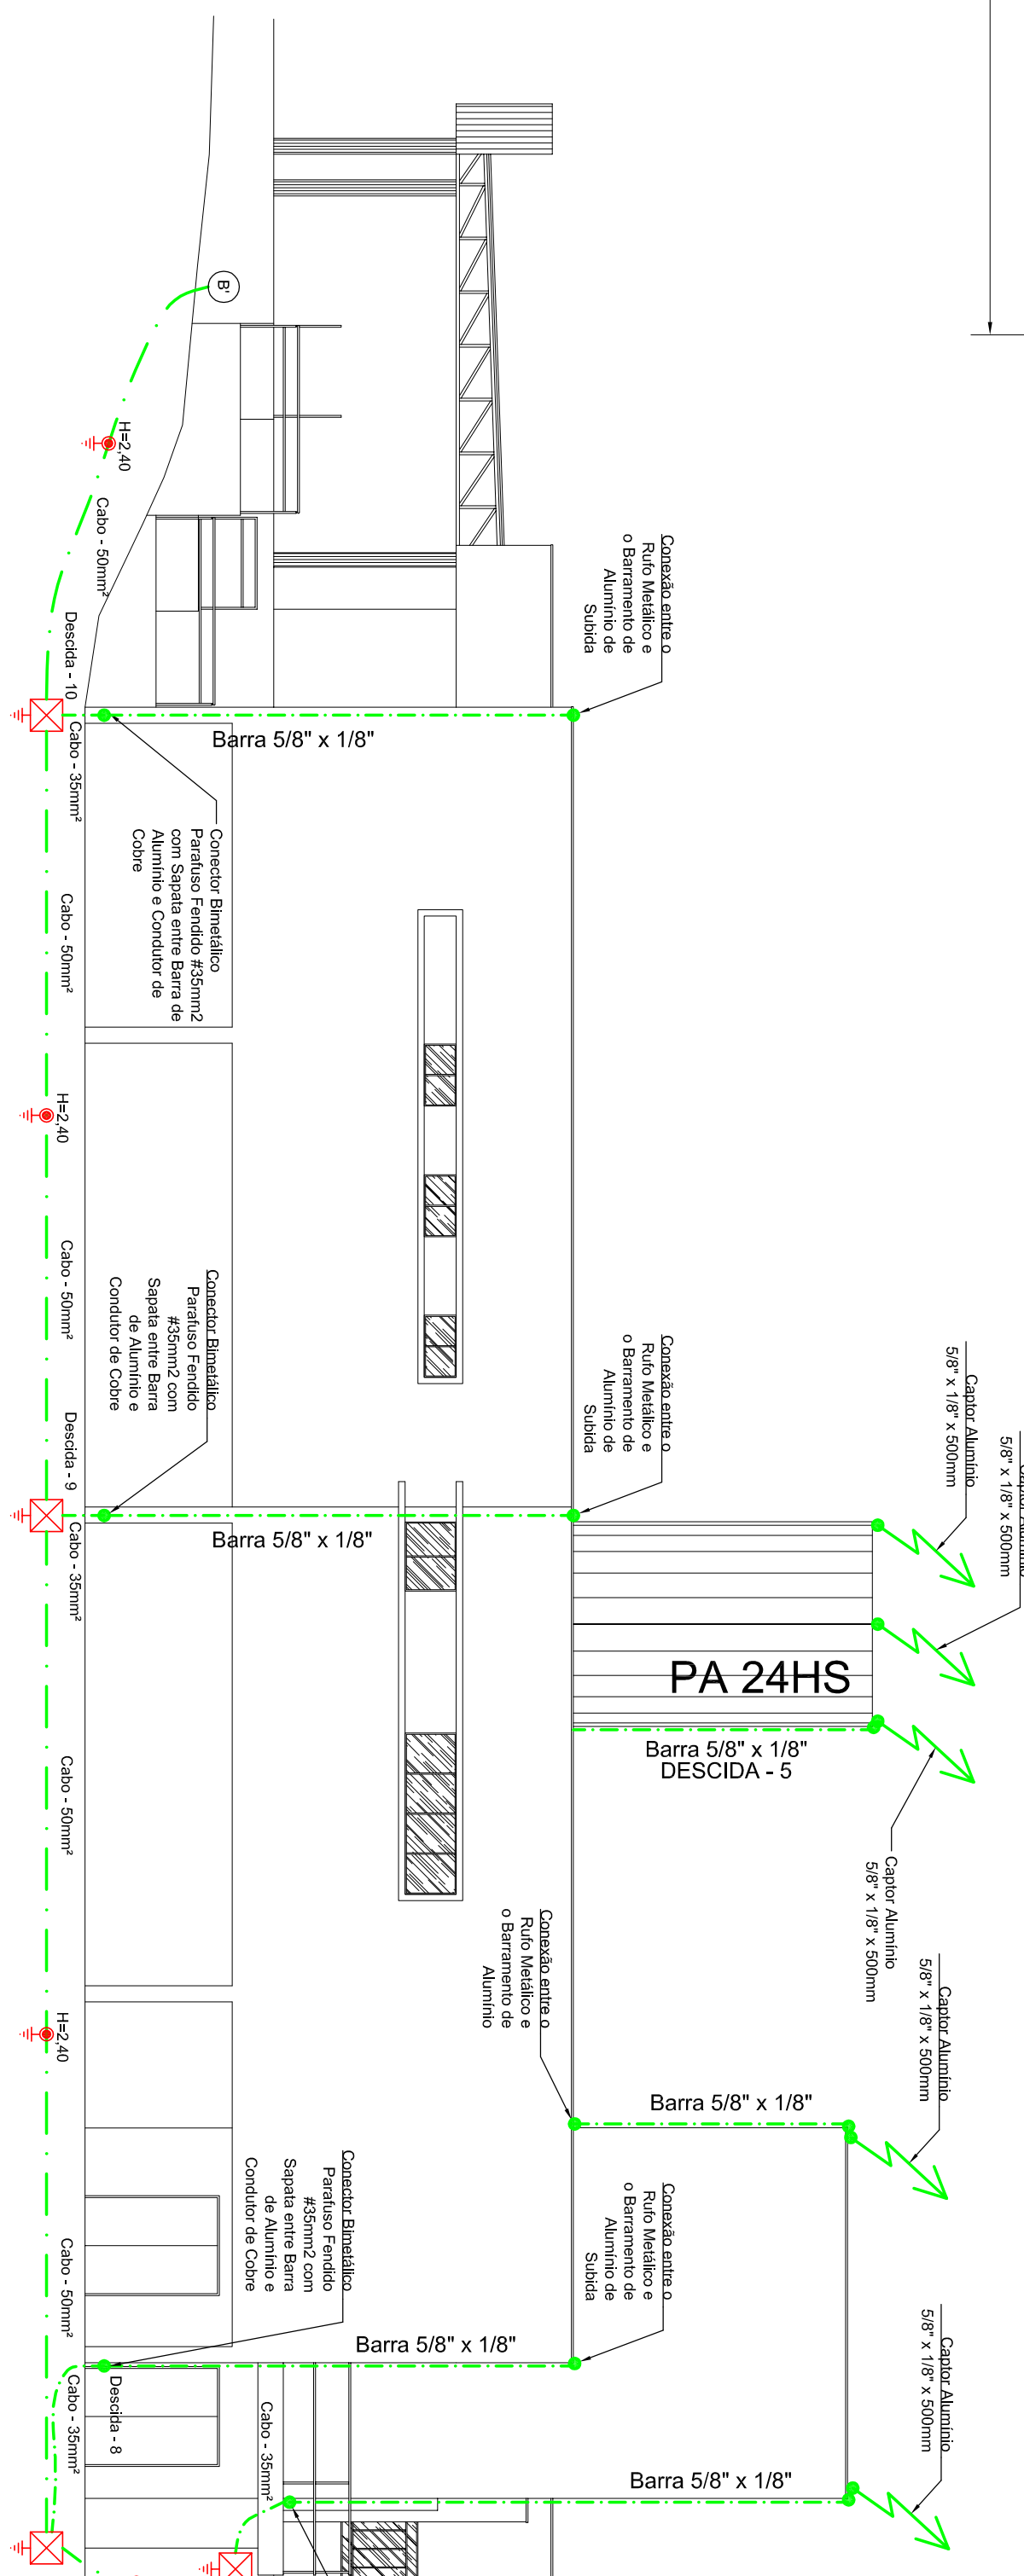 B'
H=2,40
Cabo - 50mm²
Descida - 10
Cabo - 35mm²
Conexão entre o
Rufo Metálico e
o Barramento de
Alumínio de
Subida
Barra 5/8" x 1/8"
Conector Bimetálico
Parafuso Fendido #35mm2
com Sapata entre Barra de
Alumínio e Condutor de
Cobre
Cabo - 50mm²
H=2,40
Cabo - 50mm²
Conector Bimetálico
Parafuso Fendido
#35mm2 com
Sapata entre Barra
de Alumínio e
Condutor de Cobre
Descida - 9
Cabo - 35mm²
Conexão entre o
Rufo Metálico e
o Barramento de
Alumínio de
Subida
Barra 5/8" x 1/8"
Captor Alumínio
5/8" x 1/8" x 500mm
Captor Alumínio
5/8" x 1/8" x 500mm
PA 24HS
Barra 5/8" x 1/8"
DESCIDA - 5
Captor Alumínio
5/8" x 1/8" x 500mm
Cabo - 50mm²
Conexão entre o
Rufo Metálico e
o Barramento de
Alumínio
Captor Alumínio
5/8" x 1/8" x 500mm
H=2,40
Barra 5/8" x 1/8"
Conector Bimetálico
Parafuso Fendido
#35mm2 com
Sapata entre Barra
de Alumínio e
Condutor de Cobre
Conexão entre o
Rufo Metálico e
o Barramento de
Alumínio de
Subida
Cabo - 50mm²
Barra 5/8" x 1/8"
Captor Alumínio
5/8" x 1/8" x 500mm
Descida - 8
Cabo - 35mm²
Cabo - 35mm²
Barra 5/8" x 1/8"